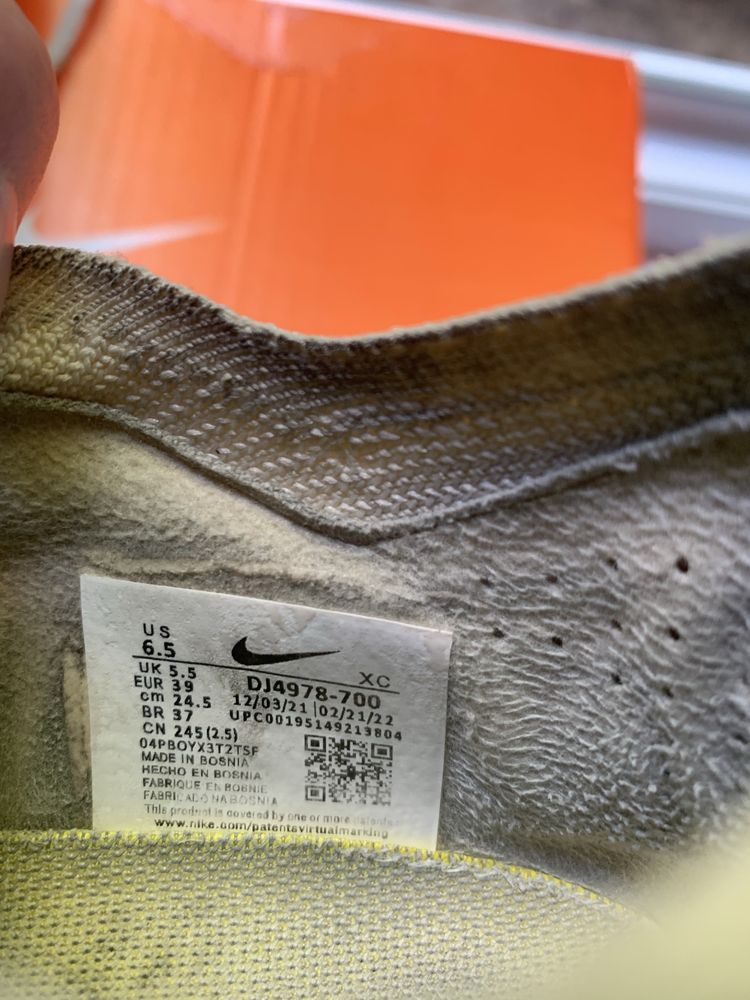 US
6.5
XC
UK 5.5
EUR 39
DJ4978-700
cm 24.5
12/03/21 | 02/21/22
BR 37
UPC00195149213804
CN 245(2.5)
04PBOYX3T2TSF
MADE IN BOSNIA
HECHO EN BOSNIA
FABRIQUE EN BOSNIE
FABRICADO NA BOSNIA
This product is covered by one or more patents
www.nike.com/patentsvirtualmarking